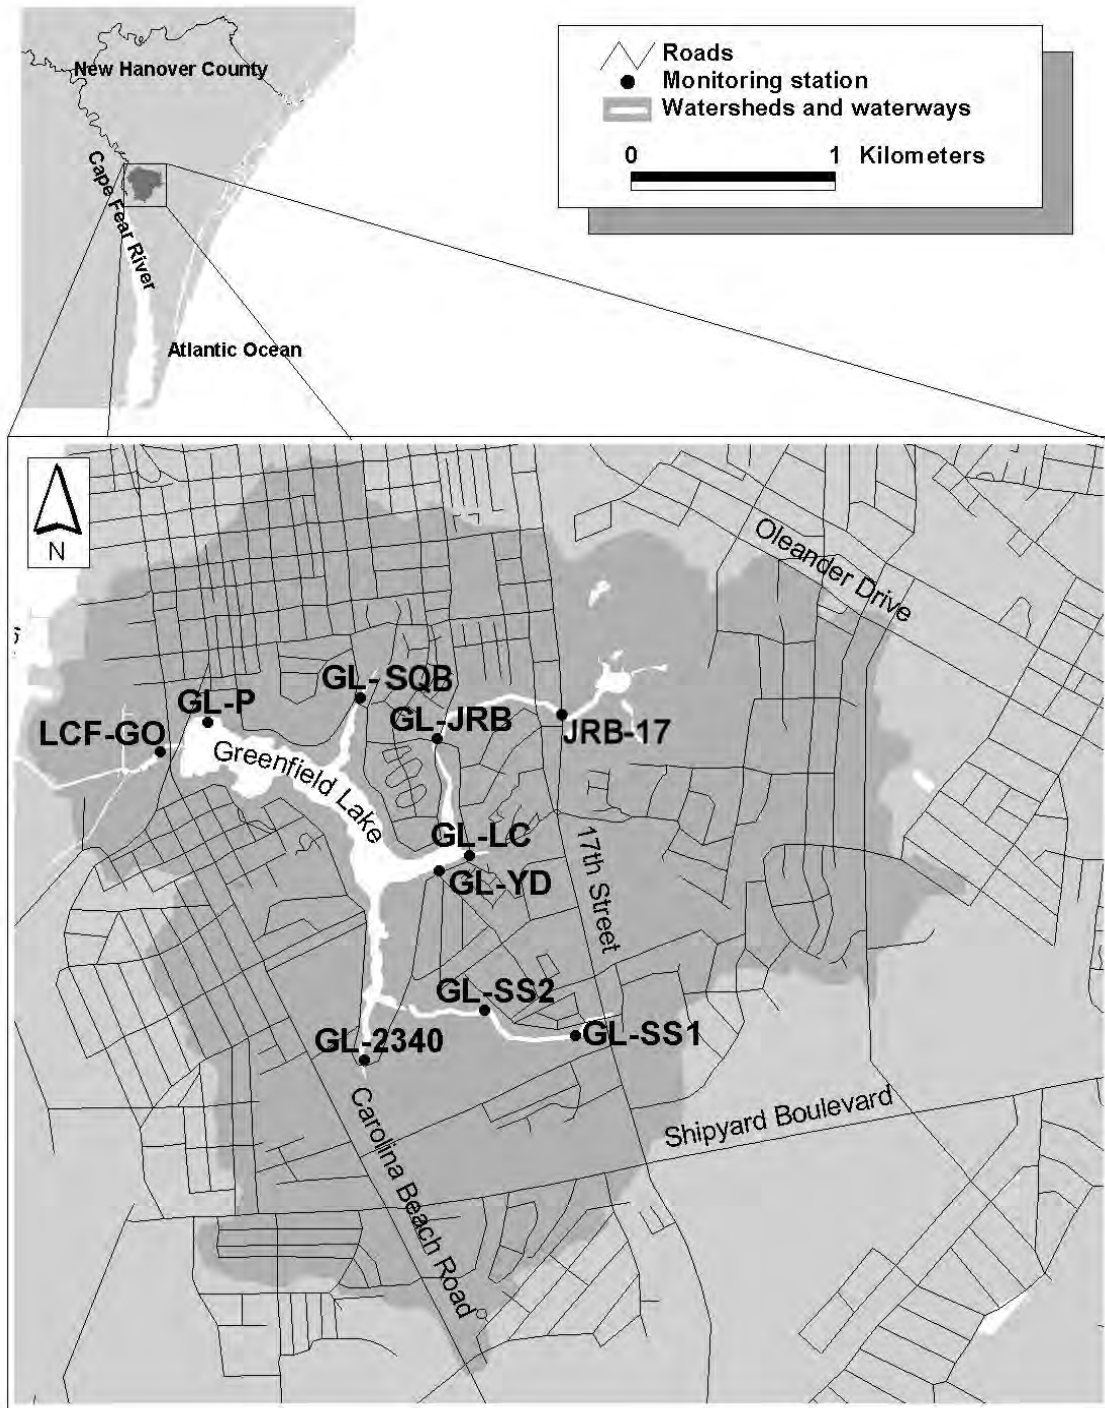 New Hanover County
Cape Fear River
Atlantic Ocean
Roads
Monitoring station
Watersheds and waterways
0 1 Kilometers
N
Oleander Drive
GL-SQB
GL-P
GL-JRB
JRB-17
LCF-GO
Greenfield Lake
GL-LC
17th Street
GL-YD
GL-SS2
GL-SS1
GL-2340
Carolina Beach Road
Shipyard Boulevard